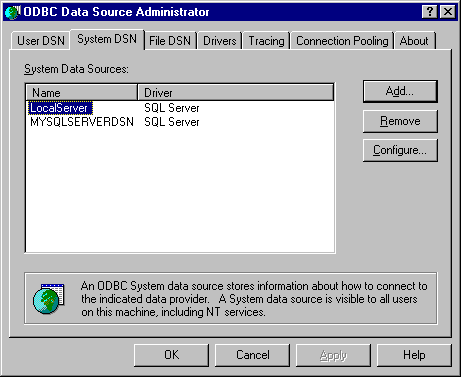 ODBC Data Source Administrator
User DSN System DSN File DSN Drivers Tracing Connection Pooling About
System Data Sources:
Name Driver
LocalServer SQL Server
MYSQLSERVERDSN SQL Server
Add...
Remove
Configure...
An ODBC System data source stores information about how to connect to
the indicated data provider. A System data source is visible to all users
on this machine, including NT services.
OK Cancel Apply Help